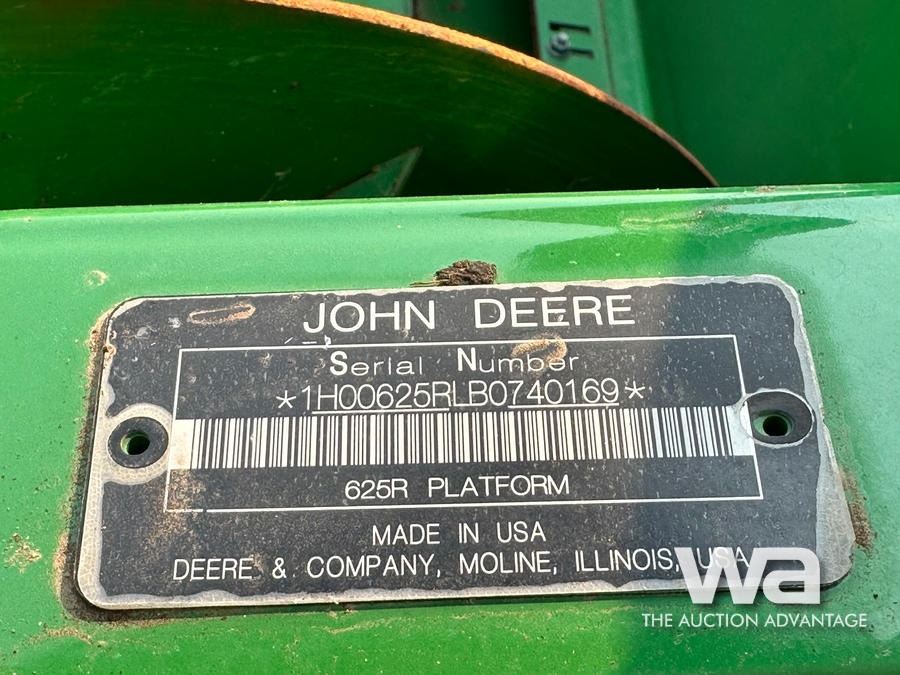 JOHN DEERE
Serial Number
*1H00625RLB0740169*
625R PLATFORM
MADE IN USA
DEERE & COMPANY, MOLINE, ILLINOIS, USA
wa
THE AUCTION ADVANTAGE